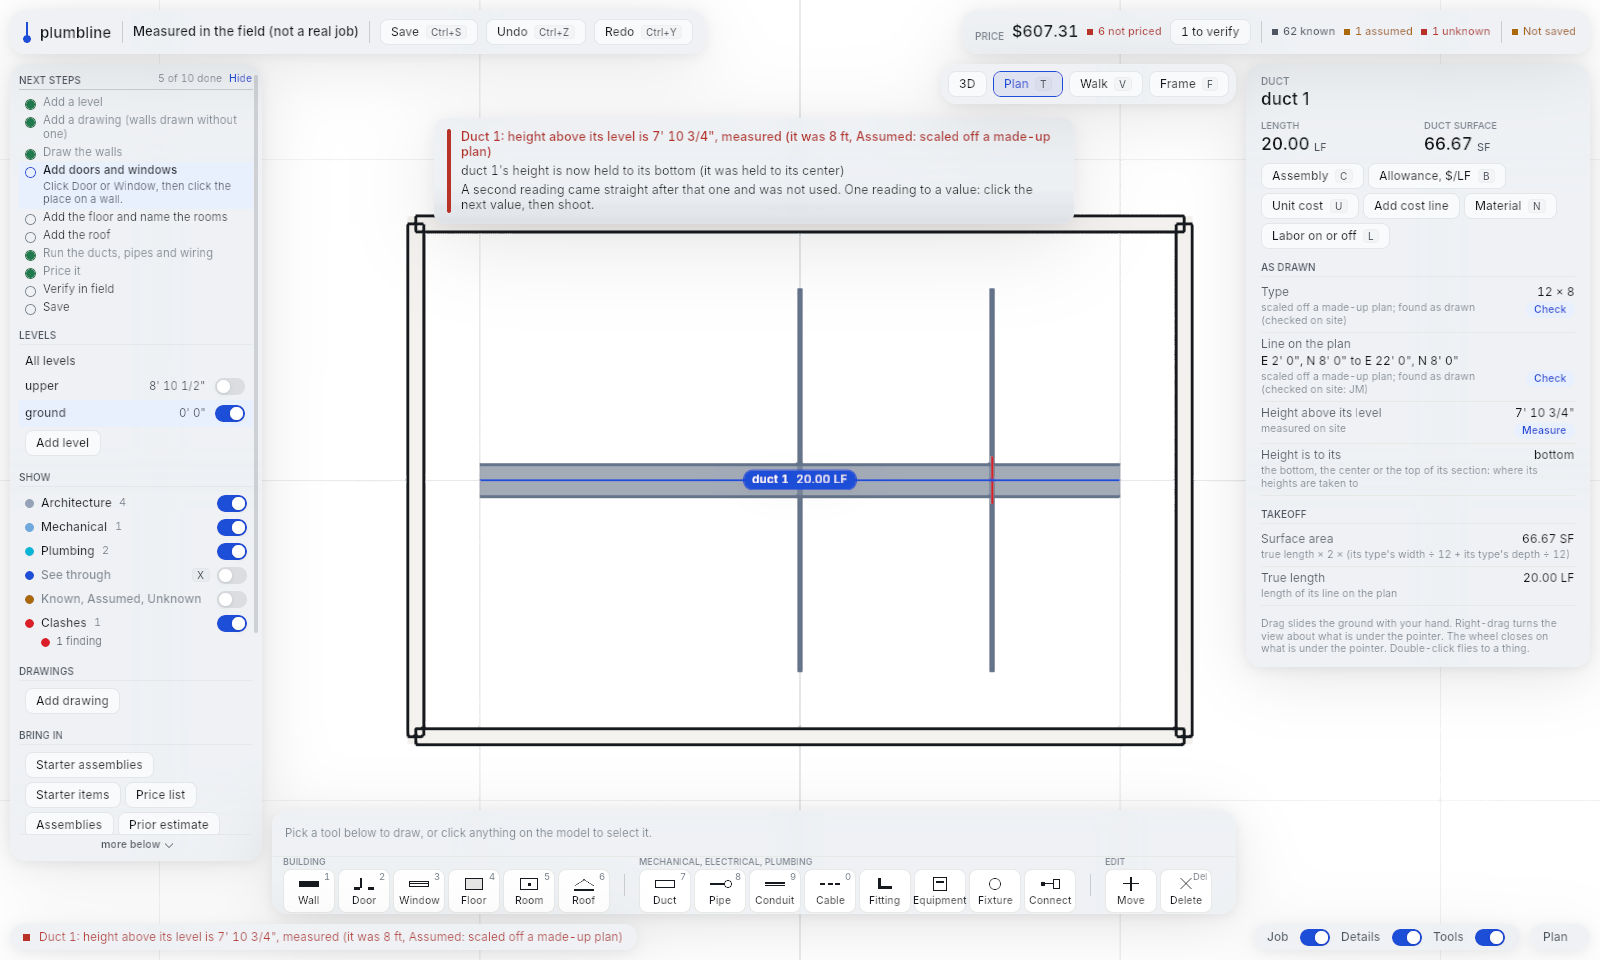 plumbline
Measured in the field (not a real job)
Save Ctrl+S
Undo Ctrl+Z
Redo Ctrl+Y
PRICE $607.31
6 not priced
1 to verify
62 known
1 assumed
1 unknown
Not saved
3D
Plan T
Walk V
Frame F
NEXT STEPS 5 of 10 done Hide
Add a level
Add a drawing (walls drawn without
one)
Draw the walls
Add doors and windows
Click Door or Window, then click the
place on a wall.
Add the floor and name the rooms
Add the roof
Run the ducts, pipes and wiring
Price it
Verify in field
Save
LEVELS
All levels
upper 8' 10 1/2"
ground 0' 0"
Add level
SHOW
Architecture 4
Mechanical 1
Plumbing 2
See through X
Known, Assumed, Unknown
Clashes 1
1 finding
DRAWINGS
Add drawing
BRING IN
Starter assemblies
Starter items Price list
Assemblies Prior estimate
more below
Duct 1: height above its level is 7' 10 3/4", measured (it was 8 ft, Assumed: scaled off a made-up
plan)
duct 1's height is now held to its bottom (it was held to its center)
A second reading came straight after that one and was not used. One reading to a value: click the
next value, then shoot.
duct 1 20.00 LF
DUCT
duct 1
LENGTH DUCT SURFACE
20.00 LF 66.67 SF
Assembly C Allowance, $/LF B
Unit cost U Add cost line Material N
Labor on or off L
AS DRAWN
Type 12 × 8
scaled off a made-up plan; found as drawn
(checked on site)
Check
Line on the plan
E 2' 0", N 8' 0" to E 22' 0", N 8' 0"
scaled off a made-up plan; found as drawn
(checked on site: JM)
Check
Height above its level 7' 10 3/4"
measured on site Measure
Height is to its bottom
the bottom, the center or the top of its section: where its
heights are taken to
TAKEOFF
Surface area 66.67 SF
true length × 2 × (its type's width ÷ 12 + its type's depth ÷ 12)
True length 20.00 LF
length of its line on the plan
Drag slides the ground with your hand. Right-drag turns the
view about what is under the pointer. The wheel closes on
what is under the pointer. Double-click flies to a thing.
Pick a tool below to draw, or click anything on the model to select it.
BUILDING MECHANICAL, ELECTRICAL, PLUMBING EDIT
1 2 3 4 5 6 7 8 9 0 Del
Wall Door Window Floor Room Roof Duct Pipe Conduit Cable Fitting Equipment Fixture Connect Move Delete
Duct 1: height above its level is 7' 10 3/4", measured (it was 8 ft, Assumed: scaled off a made-up plan)
Job Details Tools Plan